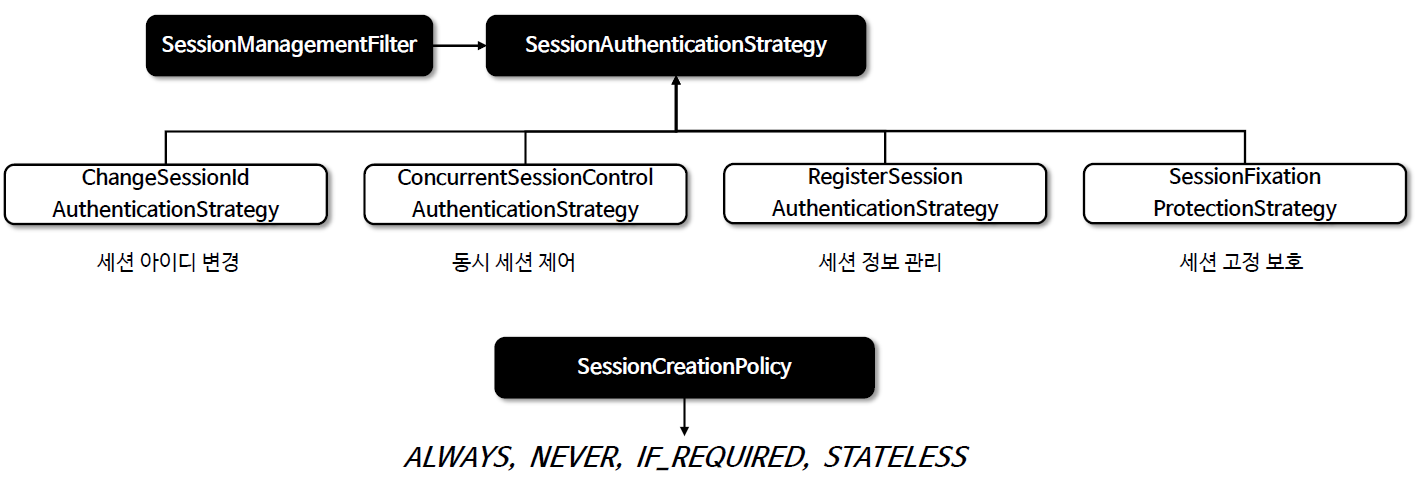 SessionManagementFilter
SessionAuthenticationStrategy
ChangeSessionId
AuthenticationStrategy
ConcurrentSessionControl
AuthenticationStrategy
RegisterSession
AuthenticationStrategy
SessionFixation
ProtectionStrategy
세션 아이디 변경
동시 세션 제어
세션 정보 관리
세션 고정 보호
SessionCreationPolicy
ALWAYS, NEVER, IF_REQUIRED, STATELESS